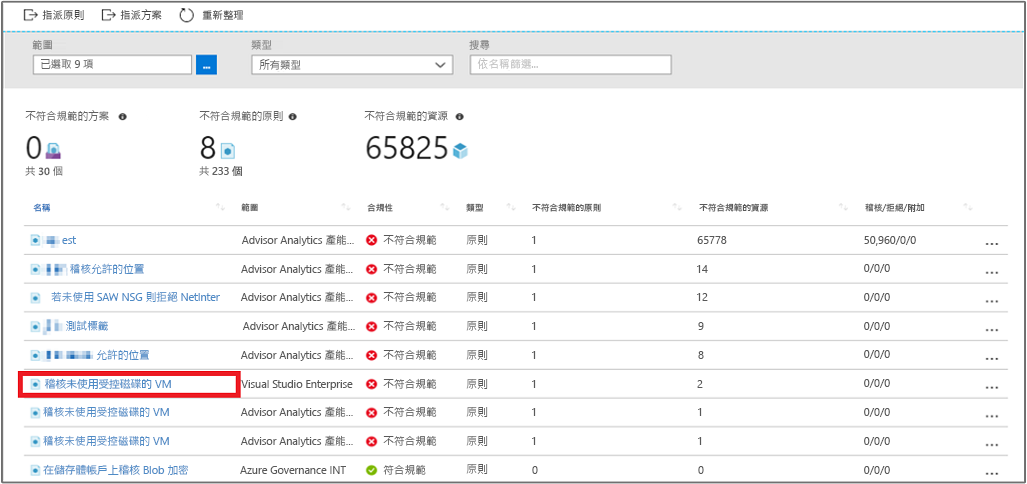 指派原則 指派方案 重新整理
範圍 類型 搜尋
已選取 9 項 ... 所有類型 依名稱篩選...
不符合規範的方案 不符合規範的原則 不符合規範的資源
0 8 65825
共 30 個 共 233 個
名稱 範圍 合規性 類型 不符合規範的原則 不符合規範的資源 稽核/拒絕/附加
est Advisor Analytics 產能... 不符合規範 原則 1 65778 50,960/0/0 ...
稽核允許的位置 Advisor Analytics 產能... 不符合規範 原則 1 14 0/0/0 ...
若未使用 SAW NSG 則拒絕 NetInter Advisor Analytics 產能... 不符合規範 原則 1 12 0/0/0 ...
測試標籤 Advisor Analytics 產能... 不符合規範 原則 1 9 0/0/0 ...
允許的位置 Advisor Analytics 產能... 不符合規範 原則 1 8 0/0/0 ...
稽核未使用受控磁碟的 VM Visual Studio Enterprise 不符合規範 原則 1 2 0/0/0 ...
稽核未使用受控磁碟的 VM Advisor Analytics 產能... 不符合規範 原則 1 1 0/0/0 ...
稽核未使用受控磁碟的 VM Advisor Analytics 產能... 不符合規範 原則 1 1 0/0/0 ...
在儲存體帳戶上稽核 Blob 加密 Azure Governance INT 符合規範 原則 0 0 0/0/0 ...